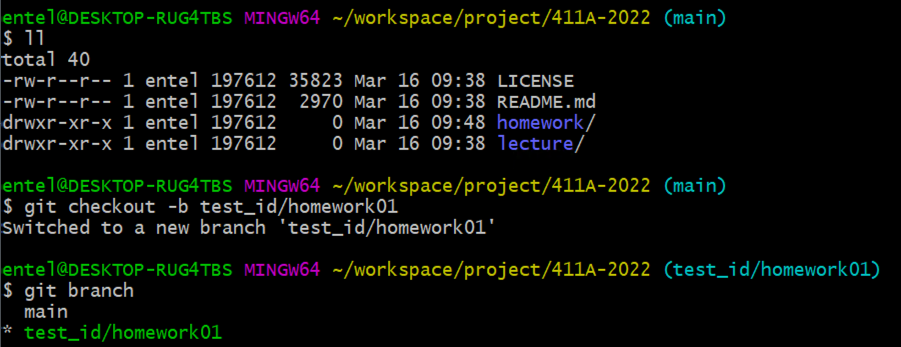 entel@DESKTOP-RUG4TBS MINGW64 ~/workspace/project/411A-2022 (main)
$ ll
total 40
-rw-r--r-- 1 entel 197612 35823 Mar 16 09:38 LICENSE
-rw-r--r-- 1 entel 197612  2970 Mar 16 09:38 README.md
drwxr-xr-x 1 entel 197612     0 Mar 16 09:48 homework/
drwxr-xr-x 1 entel 197612     0 Mar 16 09:38 lecture/
entel@DESKTOP-RUG4TBS MINGW64 ~/workspace/project/411A-2022 (main)
$ git checkout -b test_id/homework01
Switched to a new branch 'test_id/homework01'
entel@DESKTOP-RUG4TBS MINGW64 ~/workspace/project/411A-2022 (test_id/homework01)
$ git branch
  main
* test_id/homework01